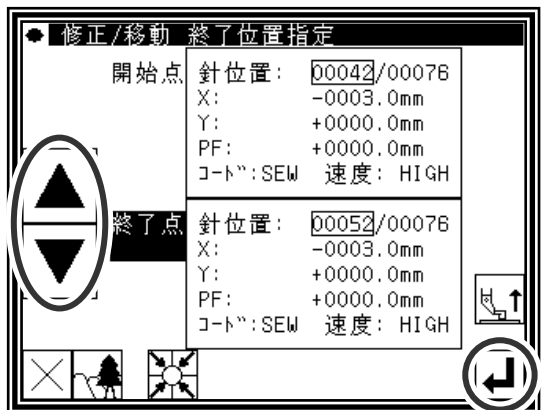 修正/移動 終了位置指定
開始点
針位置: 00042/00076
X: -0003.0mm
Y: +0000.0mm
PF: +0000.0mm
コード:SEW 速度: HIGH
終了点
針位置: 00052/00076
X: -0003.0mm
Y: +0000.0mm
PF: +0000.0mm
コード:SEW 速度: HIGH